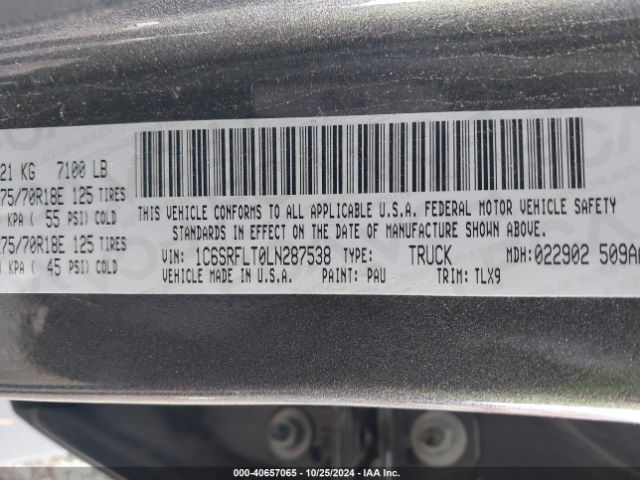 21 KG 7100 LB
75/70R18E 125 TIRES
KPA ( 55 PSI) COLD
75/70R18E 125 TIRES
KPA ( 45 PSI) COLD
THIS VEHICLE CONFORMS TO ALL APPLICABLE U.S.A. FEDERAL MOTOR VEHICLE SAFETY
STANDARDS IN EFFECT ON THE DATE OF MANUFACTURE SHOWN ABOVE.
VIN: 1C6SRFLT0LN287538 TYPE: TRUCK MDH: 022902 509AA
VEHICLE MADE IN U.S.A. PAINT: PAU TRIM: TLX9
000-40657065 | 10/25/2024 | IAA Inc.